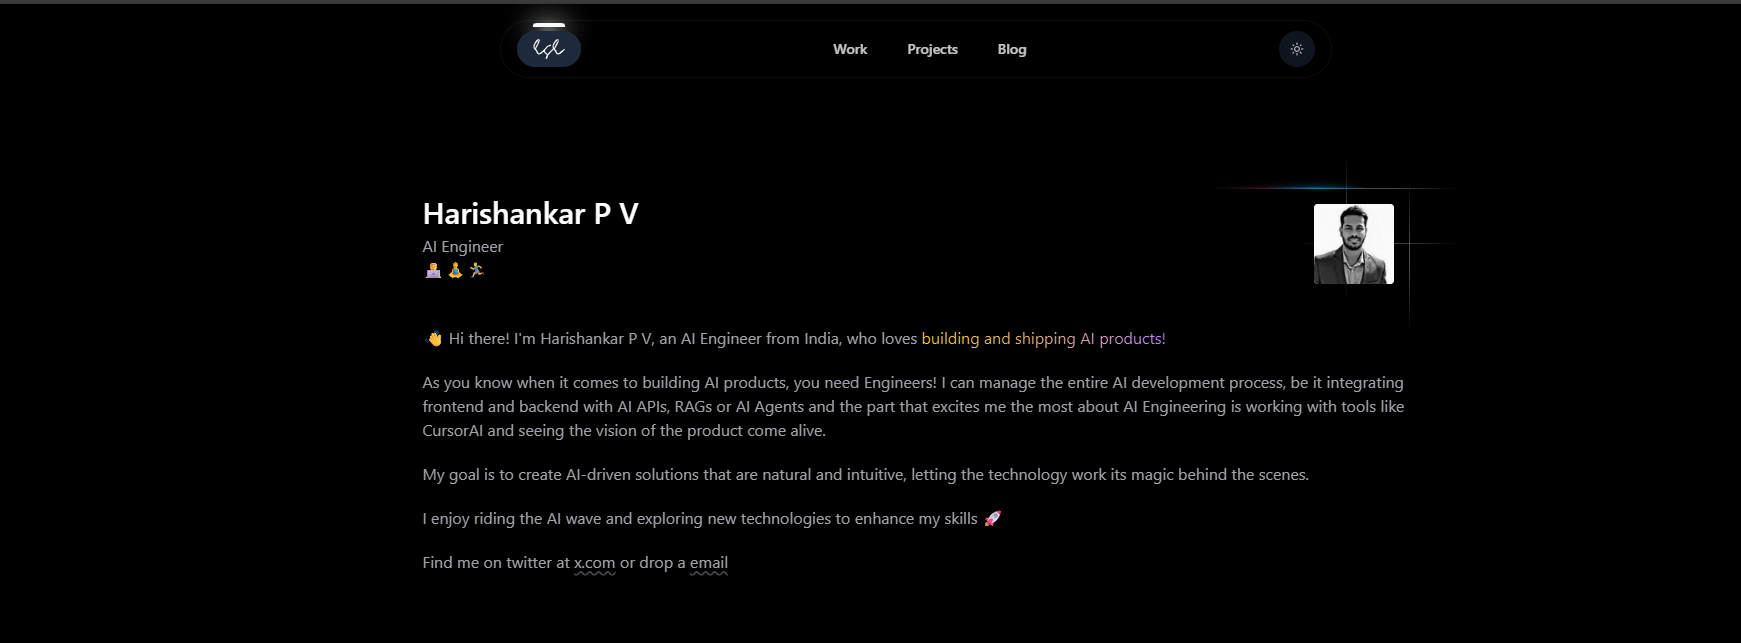 Work Projects Blog
Harishankar P V
AI Engineer
👋 Hi there! I'm Harishankar P V, an AI Engineer from India, who loves building and shipping AI products!
As you know when it comes to building AI products, you need Engineers! I can manage the entire AI development process, be it integrating
frontend and backend with AI APIs, RAGs or AI Agents and the part that excites me the most about AI Engineering is working with tools like
CursorAI and seeing the vision of the product come alive.
My goal is to create AI-driven solutions that are natural and intuitive, letting the technology work its magic behind the scenes.
I enjoy riding the AI wave and exploring new technologies to enhance my skills 🚀
Find me on twitter at x.com or drop a email